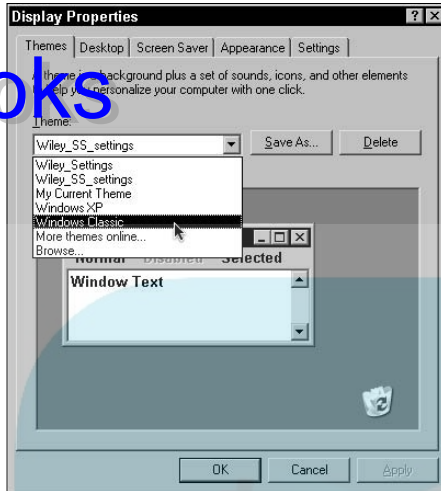 Display Properties
Themes Desktop Screen Saver Appearance Settings
oks
A theme is a background plus a set of sounds, icons, and other elements
to help you personalize your computer with one click.
Theme:
Wiley_SS_settings Save As... Delete
Wiley_Settings
Wiley_SS_settings
My Current Theme
Windows XP
Windows Classic
More themes online...
Browse...
Normal Disabled Selected
Window Text
OK Cancel Apply